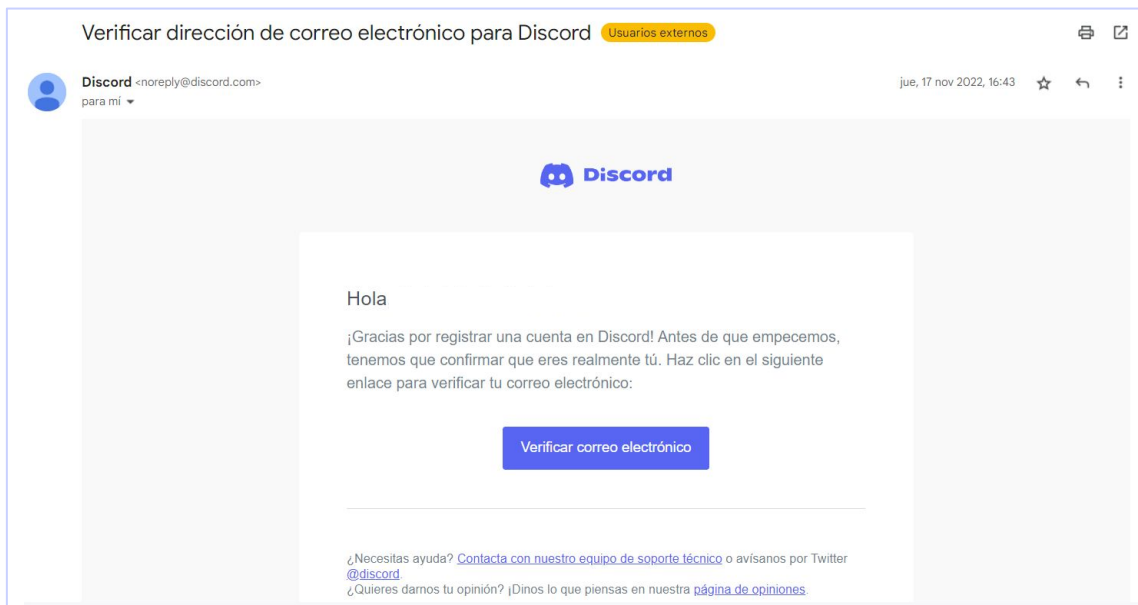 Verificar dirección de correo electrónico para Discord Usuarios externos
Discord <noreply@discord.com> jue, 17 nov 2022, 16:43
para mí
Discord
Hola
¡Gracias por registrar una cuenta en Discord! Antes de que empecemos,
tenemos que confirmar que eres realmente tú. Haz clic en el siguiente
enlace para verificar tu correo electrónico:
Verificar correo electrónico
¿Necesitas ayuda? Contacta con nuestro equipo de soporte técnico o avísanos por Twitter
@discord.
¿Quieres darnos tu opinión? ¡Dinos lo que piensas en nuestra página de opiniones.